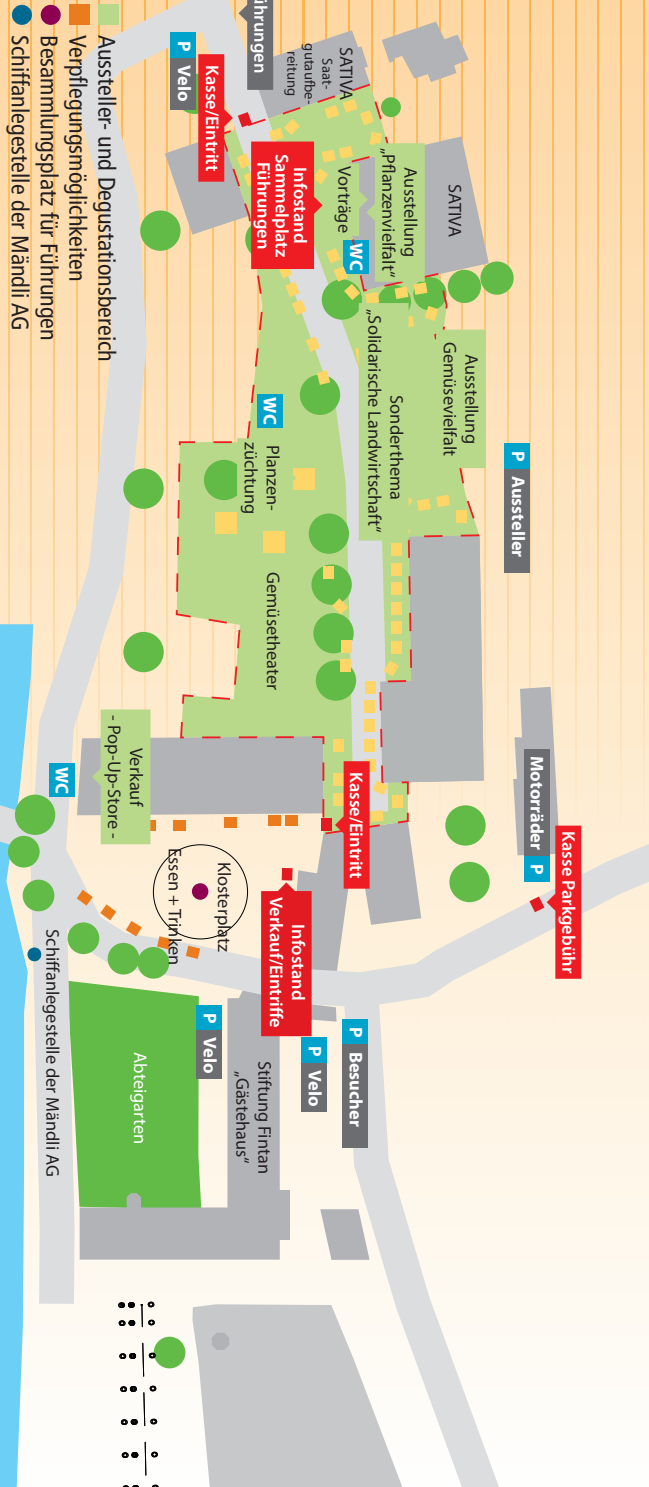 Aussteller- und Degustationsbereich
Verpflegungsmöglichkeiten
Besammlungsplatz für Führungen
Schiffanlegestelle der Mändli AG
P Velo
Kasse/Eintritt
SATIVA
Saat-
gutaufbe-
reitung
Infostand
Sammelplatz
Führungen
Vorträge
Ausstellung
„Pflanzenvielfalt“
SATIVA
WC
Ausstellung
Gemüsevielfalt
Sonderthema
„Solidarische Landwirtschaft“
P Aussteller
WC
Planzen-
züchtung
Gemüsetheater
Verkauf
- Pop-Up-Store -
WC
Kasse/Eintritt
Motorräder P
Kasse Parkgebühr
Klosterplatz
Essen + Trinken
Infostand
Verkauf/Eintriffe
Schiffanlegestelle der Mändli AG
P Velo
P Velo
P Besucher
Abteigarten
Stiftung Fintan
„Gästehaus“